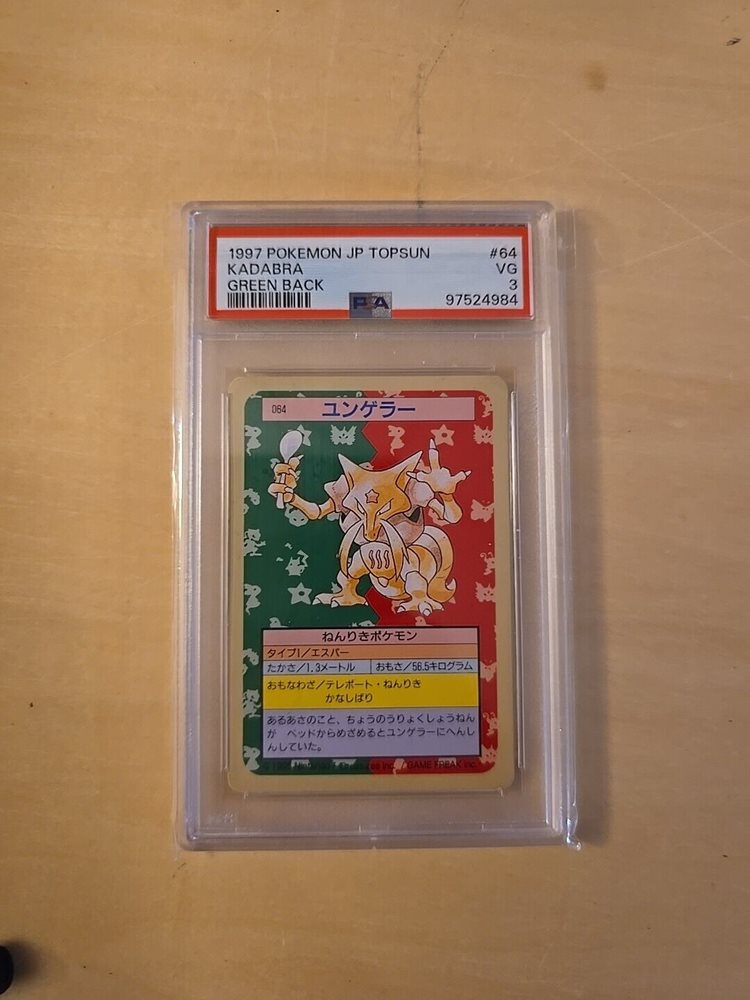 1997 POKEMON JP TOPSUN #64
KADABRA VG
GREEN BACK 3
PSA 97524984
064 ユンゲラー
ねんりきポケモン
タイプ1/エスパー
たかさ/1.3メートル おもさ/56.5キログラム
おもなわざ/テレポート・ねんりき
かなしばり
あるあさのこと、ちょうのうりょくしょうねん
が ベッドからめざめるとユンゲラーにへんし
んしていた。
Inc. / GAME FREAK inc.